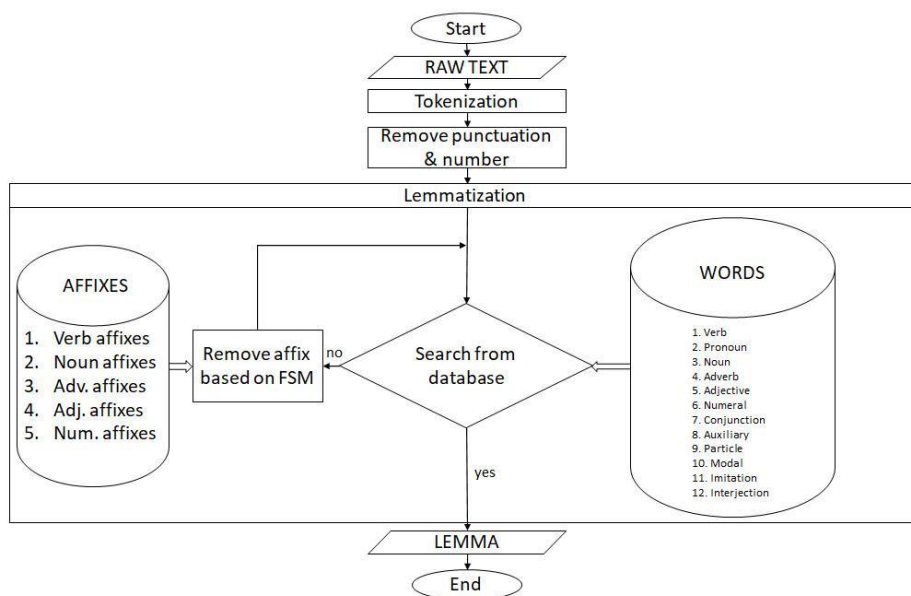 Start
RAW TEXT
Tokenization
Remove punctuation
& number
Lemmatization
AFFIXES
1. Verb affixes
2. Noun affixes
3. Adv. affixes
4. Adj. affixes
5. Num. affixes
Remove affix
based on FSM
no
Search from
database
yes
WORDS
1. Verb
2. Pronoun
3. Noun
4. Adverb
5. Adjective
6. Numeral
7. Conjunction
8. Auxiliary
9. Particle
10. Modal
11. Imitation
12. Interjection
LEMMA
End